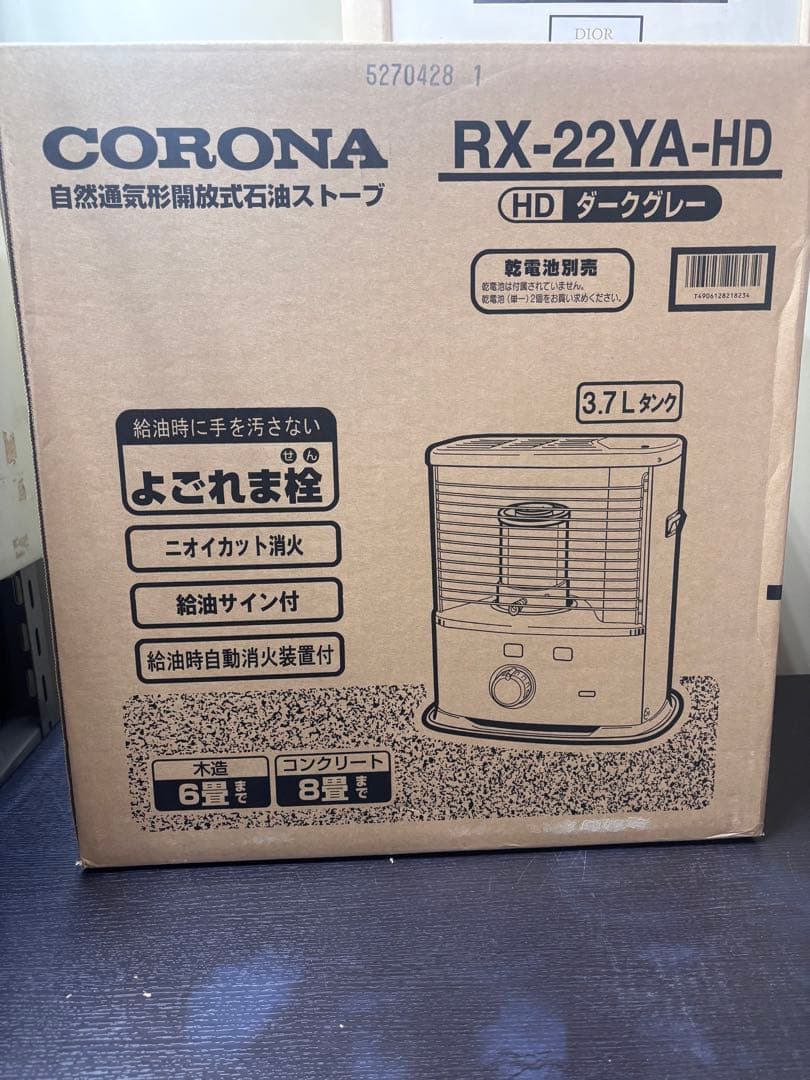 DIOR
5270428 1
CORONA
自然通気形開放式石油ストーブ
RX-22YA-HD
HD ダークグレー
乾電池別売
乾電池は付属されていません。
乾電池(単一)2個をお買い求めください。
T4906128218234
3.7Lタンク
給油時に手を汚さない
せん
よごれま栓
ニオイカット消火
給油サイン付
給油時自動消火装置付
木造
6畳まで
コンクリート
8畳まで